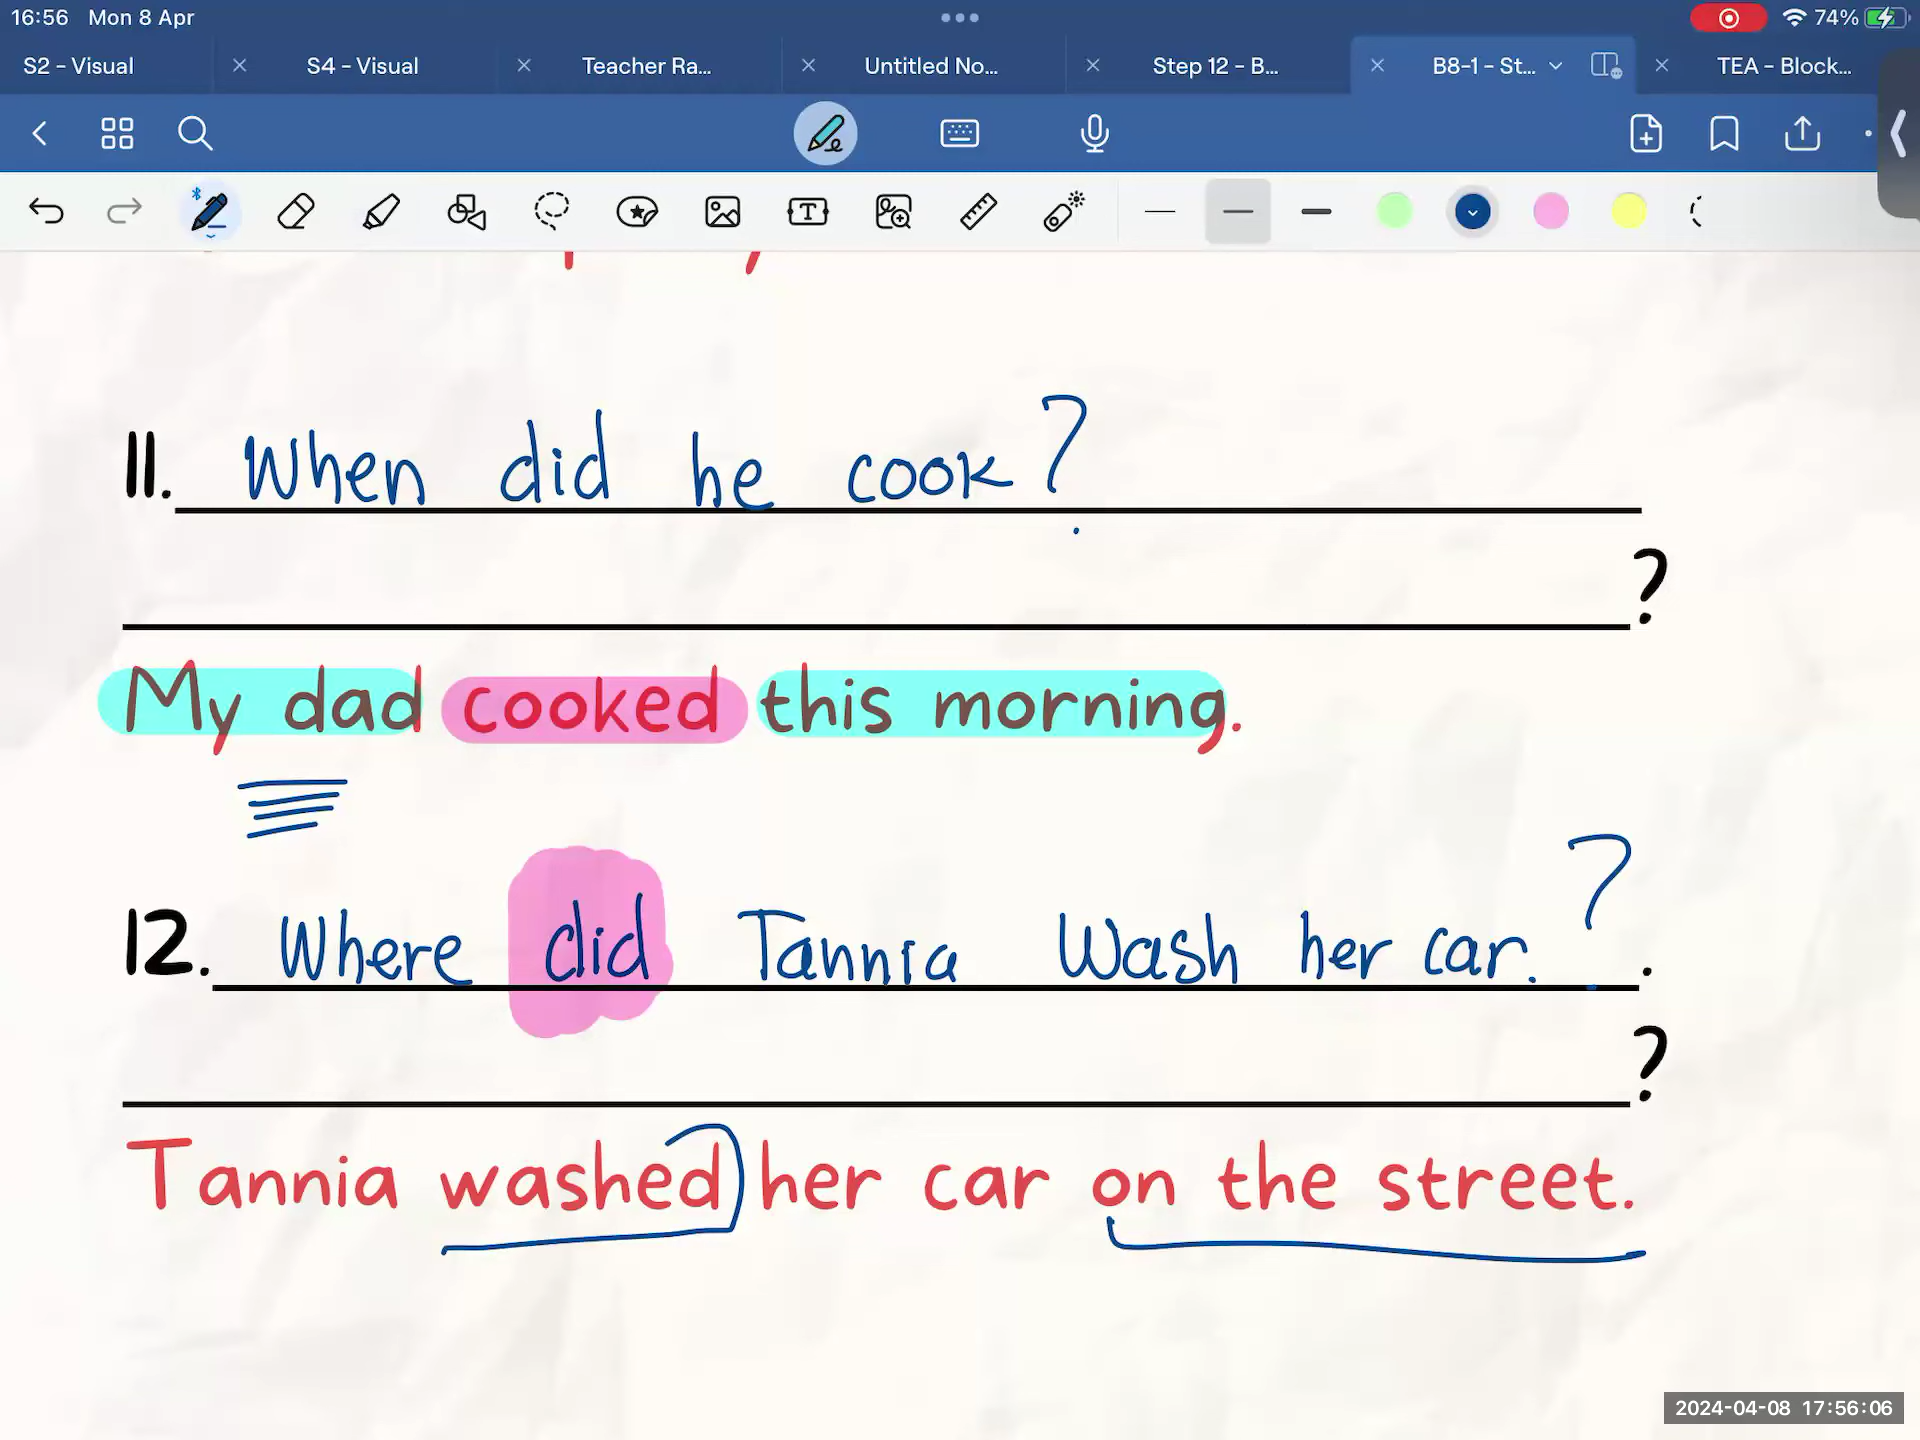 16:56 Mon 8 Apr
74%
S2 - Visual
S4 - Visual
Teacher Ra...
Untitled No...
Step 12 - B...
B8-1 - St...
TEA - Block...
11. When did he cook?
?
My dad cooked this morning.
12. Where did Tannia Wash her car. ?
?
Tannia washed her car on the street.
2024-04-08 17:56:06